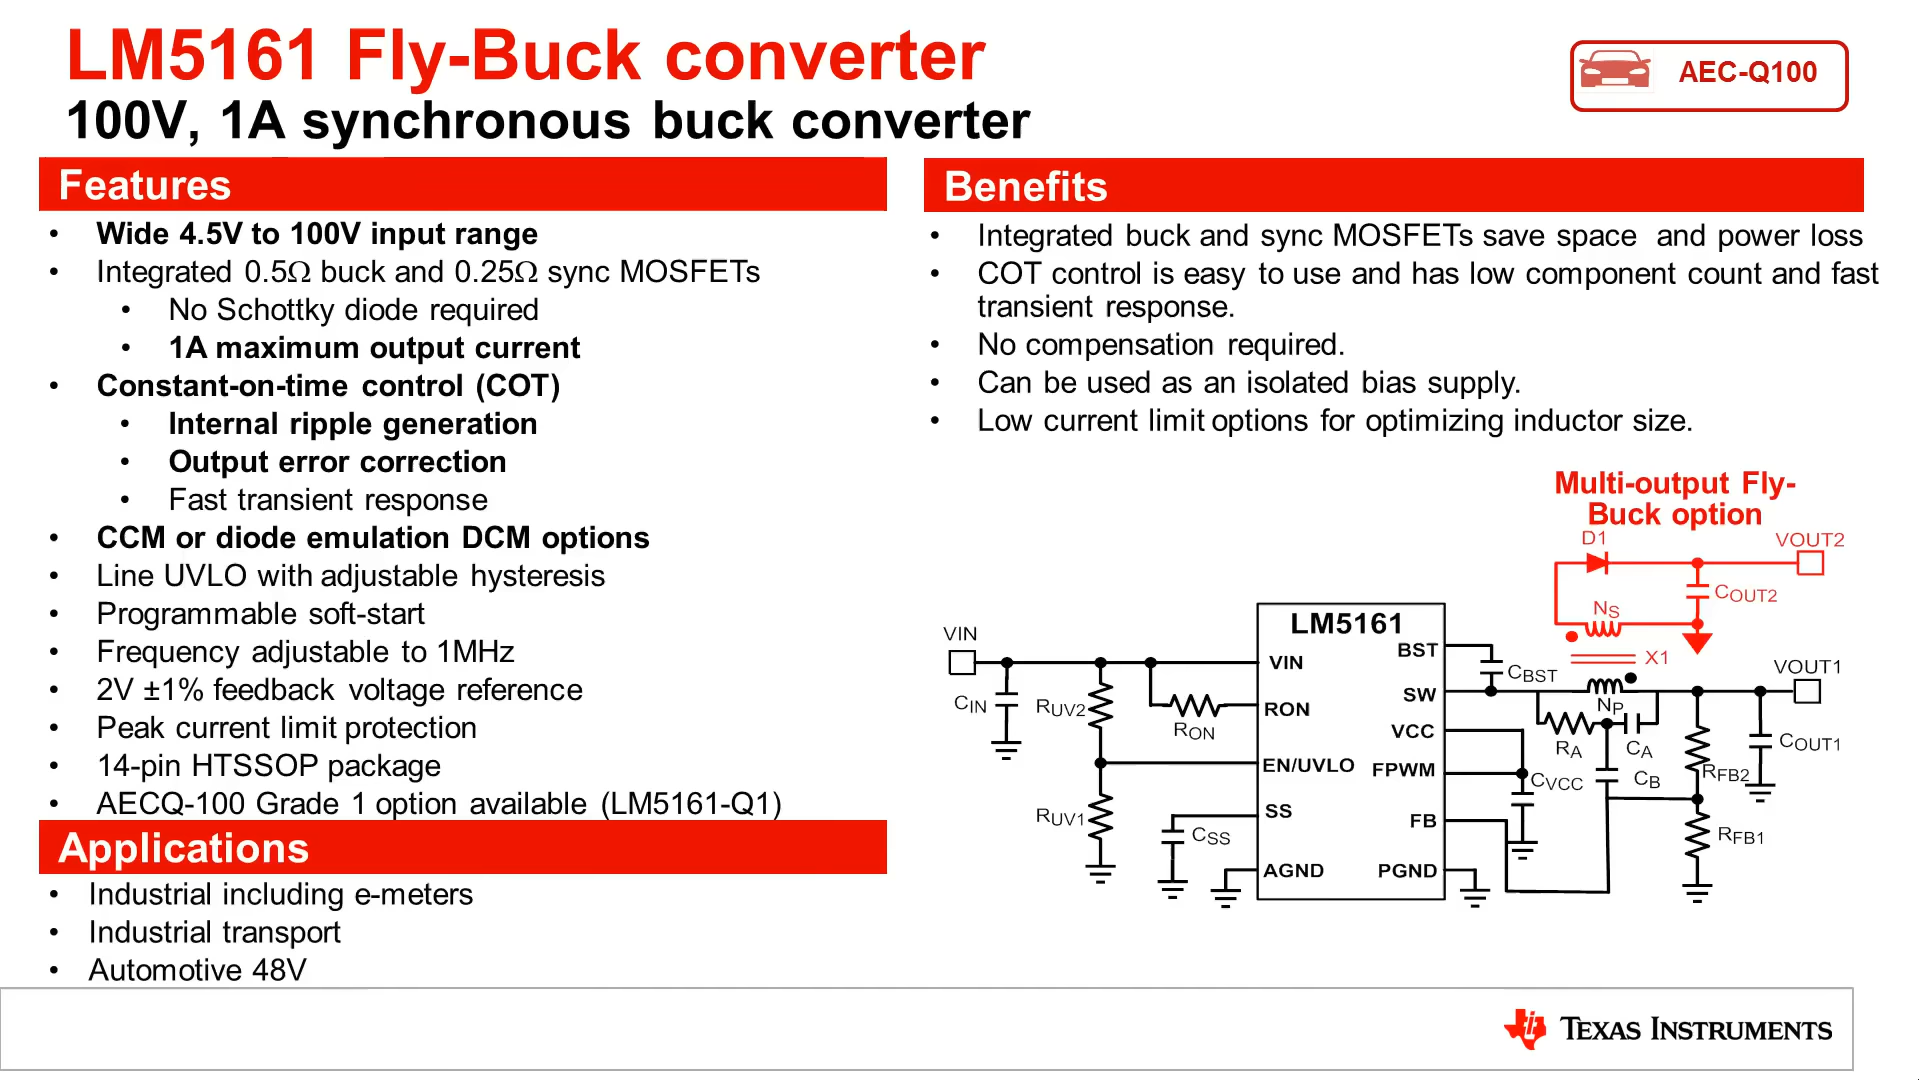 LM5161 Fly-Buck converter
100V, 1A synchronous buck converter
AEC-Q100
Features
• Wide 4.5V to 100V input range
• Integrated 0.5Ω buck and 0.25Ω sync MOSFETs
• No Schottky diode required
• 1A maximum output current
• Constant-on-time control (COT)
• Internal ripple generation
• Output error correction
• Fast transient response
• CCM or diode emulation DCM options
• Line UVLO with adjustable hysteresis
• Programmable soft-start
• Frequency adjustable to 1MHz
• 2V ±1% feedback voltage reference
• Peak current limit protection
• 14-pin HTSSOP package
• AECQ-100 Grade 1 option available (LM5161-Q1)
Applications
• Industrial including e-meters
• Industrial transport
• Automotive 48V
Benefits
• Integrated buck and sync MOSFETs save space and power loss
• COT control is easy to use and has low component count and fast
transient response.
• No compensation required.
• Can be used as an isolated bias supply.
• Low current limit options for optimizing inductor size.
Multi-output Fly-
Buck option
D1
VOUT2
COUT2
NS
X1
VOUT1
LM5161
VIN
CIN
RUV2
RON
RUV1
CSS
VIN
RON
EN/UVLO
SS
AGND
BST
SW
VCC
FPWM
FB
PGND
CBST
NP
RA
CA
CB
CVCC
RFB2
RFB1
COUT1
TEXAS INSTRUMENTS